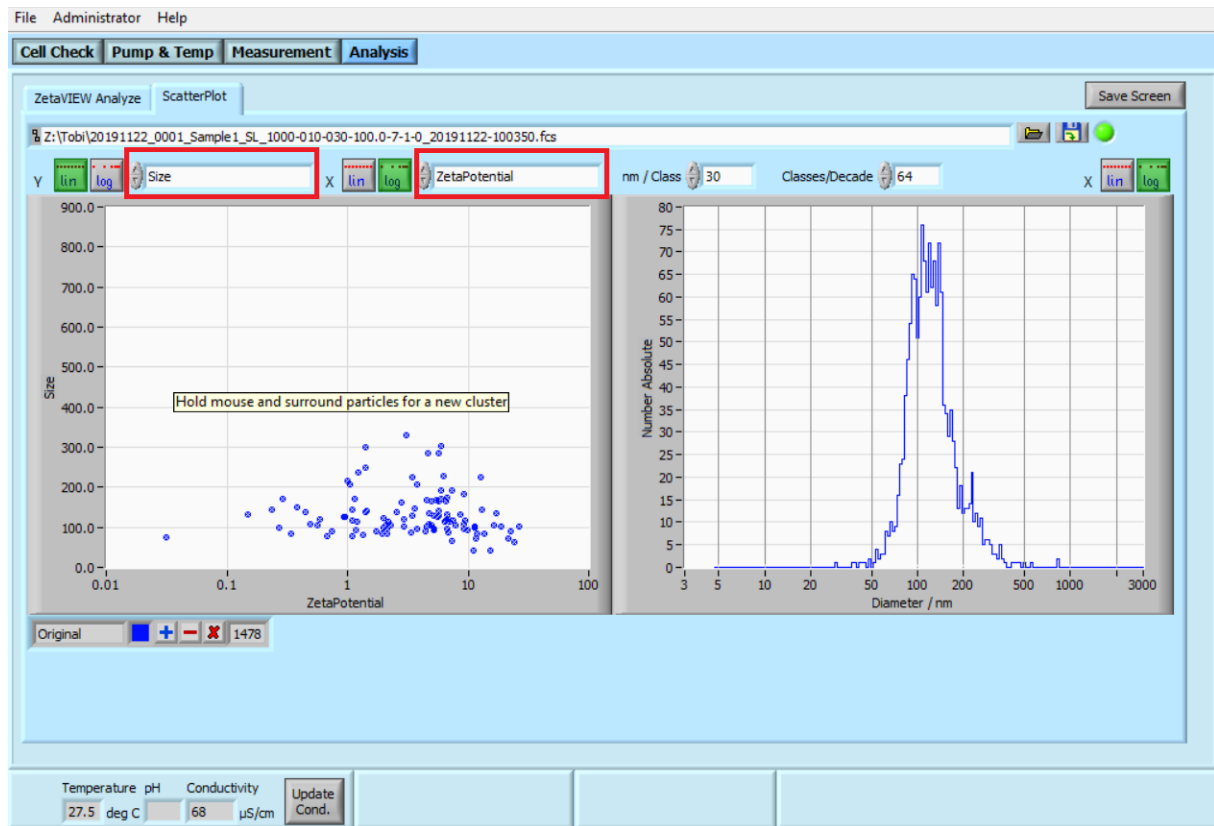 File Administrator Help
Cell Check Pump & Temp Measurement Analysis
ZetaVIEW Analyze ScatterPlot Save Screen
Z:\Tobi\20191122_0001_Sample1_SL_1000-010-030-100.0-7-1-0_20191122-100350.fcs
Y lin log Size X lin log ZetaPotential nm / Class 30 Classes/Decade 64 X lin log
900.0
800.0
700.0
600.0
500.0
400.0
300.0
200.0
100.0
0.0
Size
Hold mouse and surround particles for a new cluster
0.01 0.1 1 10 100
ZetaPotential
80
75
70
65
60
55
50
45
40
35
30
25
20
15
10
5
0
Number Absolute
3 5 10 20 50 100 200 500 1000 3000
Diameter / nm
Original 1478
Temperature pH Conductivity
27.5 deg C 68 µS/cm
Update
Cond.